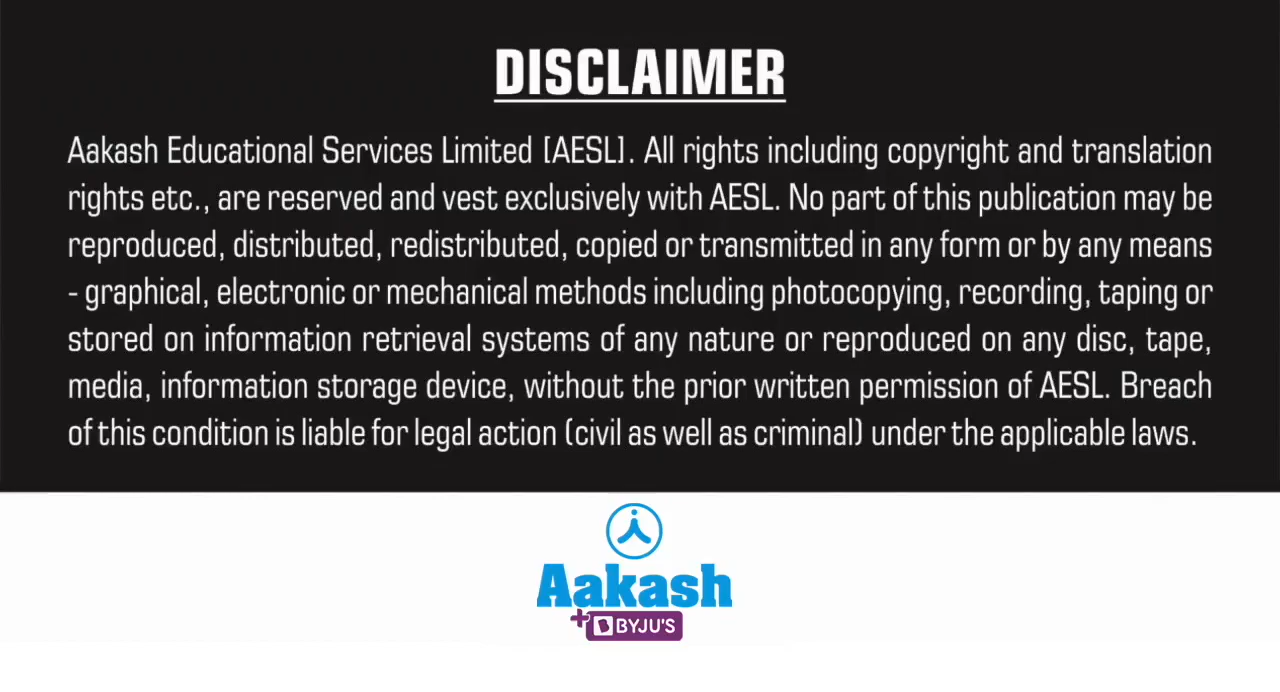 DISCLAIMER
Aakash Educational Services Limited [AESL]. All rights including copyright and translation
rights etc., are reserved and vest exclusively with AESL. No part of this publication may be
reproduced, distributed, redistributed, copied or transmitted in any form or by any means
- graphical, electronic or mechanical methods including photocopying, recording, taping or
stored on information retrieval systems of any nature or reproduced on any disc, tape,
media, information storage device, without the prior written permission of AESL. Breach
of this condition is liable for legal action (civil as well as criminal) under the applicable laws.
Aakash
+ BYJU'S